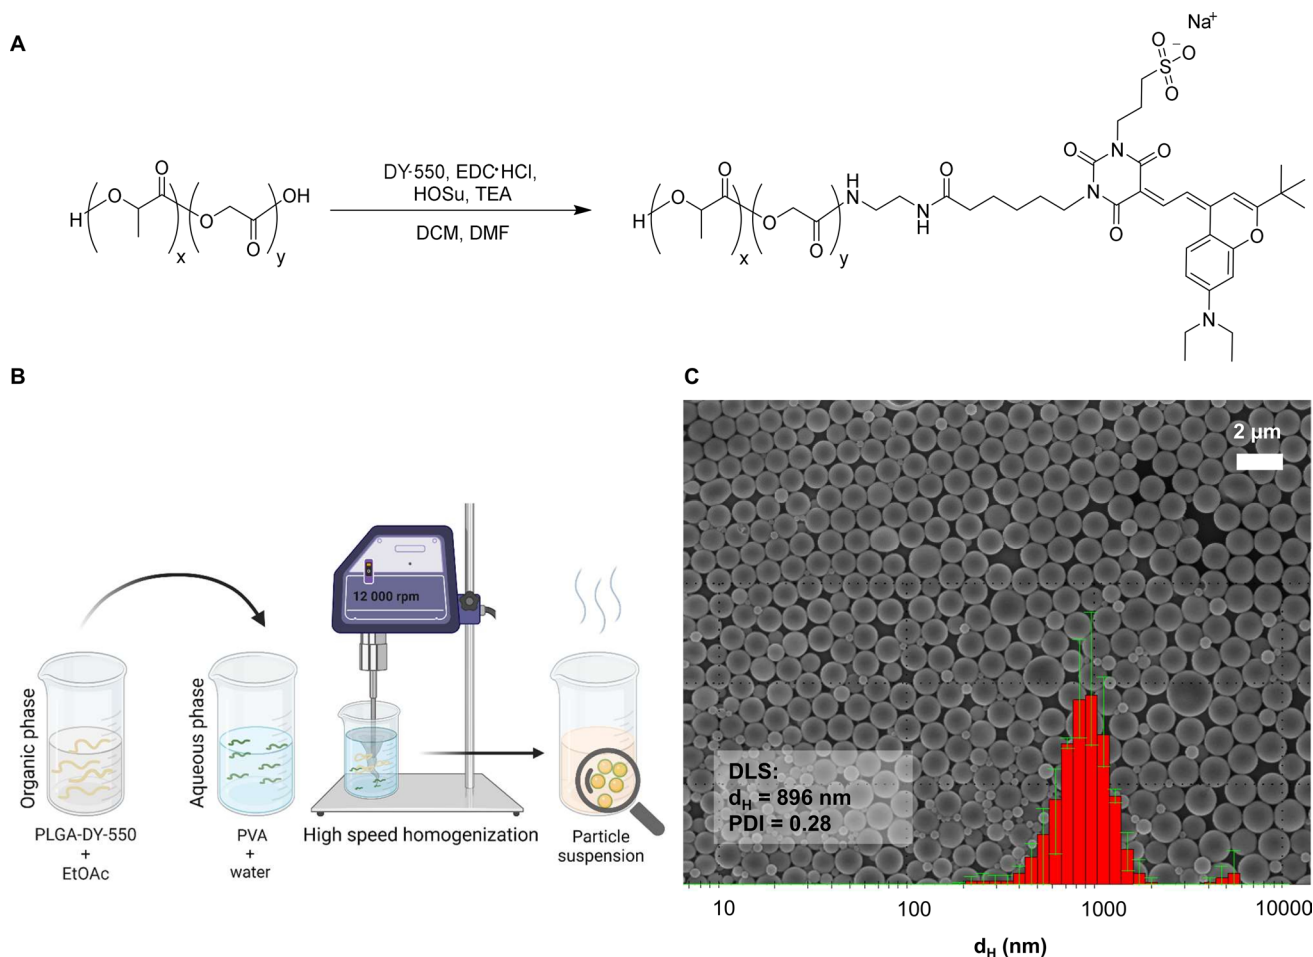 A
H
O
O
x
O
O
y
OH
DY-550, EDC•HCl,
HOSu, TEA
DCM, DMF
H
O
O
x
O
O
y
H
N
N
H
O
N
O
O
N
O
O
S
O
O
O⁻
Na⁺
O
N
B
12 000 rpm
Organic phase
Aqueous phase
PLGA-DY-550
+
EtOAc
PVA
+
water
High speed homogenization
Particle
suspension
C
2 µm
DLS:
dH = 896 nm
PDI = 0.28
10
100
1000
10000
dH (nm)